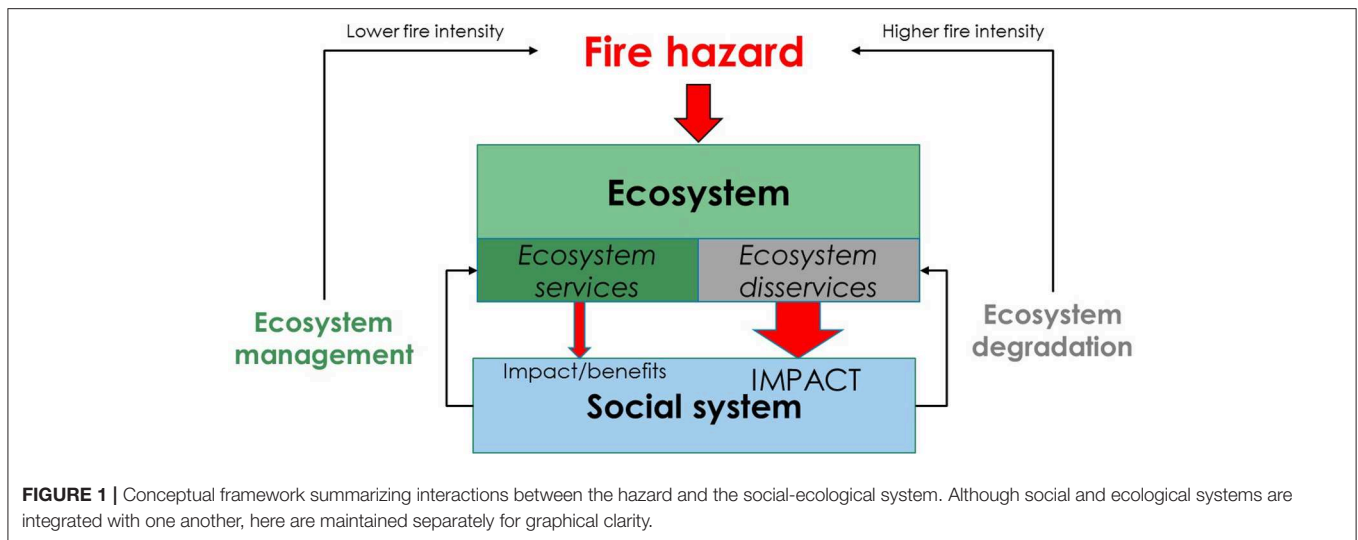 Lower fire intensity
Fire hazard
Higher fire intensity
Ecosystem
Ecosystem
services
Ecosystem
disservices
Ecosystem
management
Ecosystem
degradation
Impact/benefits
IMPACT
Social system
FIGURE 1 | Conceptual framework summarizing interactions between the hazard and the social-ecological system. Although social and ecological systems are
integrated with one another, here are maintained separately for graphical clarity.